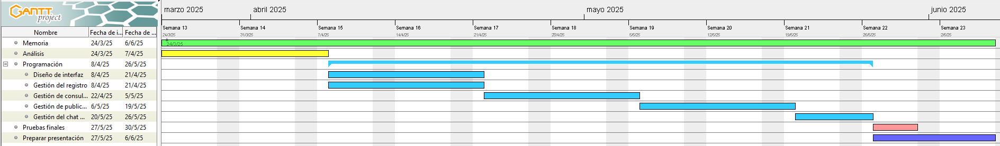 GANTT
project
marzo 2025 abril 2025 mayo 2025 junio 2025
Semana 13 Semana 14 Semana 15 Semana 16 Semana 17 Semana 18 Semana 19 Semana 20 Semana 21 Semana 22 Semana 23
24/3/25 31/3/25 7/4/25 14/4/25 21/4/25 28/4/25 5/5/25 12/5/25 19/5/25 26/5/25 2/6/25
Nombre Fecha de i... Fecha de ...
Memoria 24/3/25 6/6/25 24/3/25
Análisis 24/3/25 7/4/25
Programación 8/4/25 26/5/25
Diseño de interfaz 8/4/25 21/4/25
Gestión del registro 8/4/25 21/4/25
Gestión de consul... 22/4/25 5/5/25
Gestión de public... 6/5/25 19/5/25
Gestión del chat ... 20/5/25 26/5/25
Pruebas finales 27/5/25 30/5/25
Preparar presentación 27/5/25 6/6/25